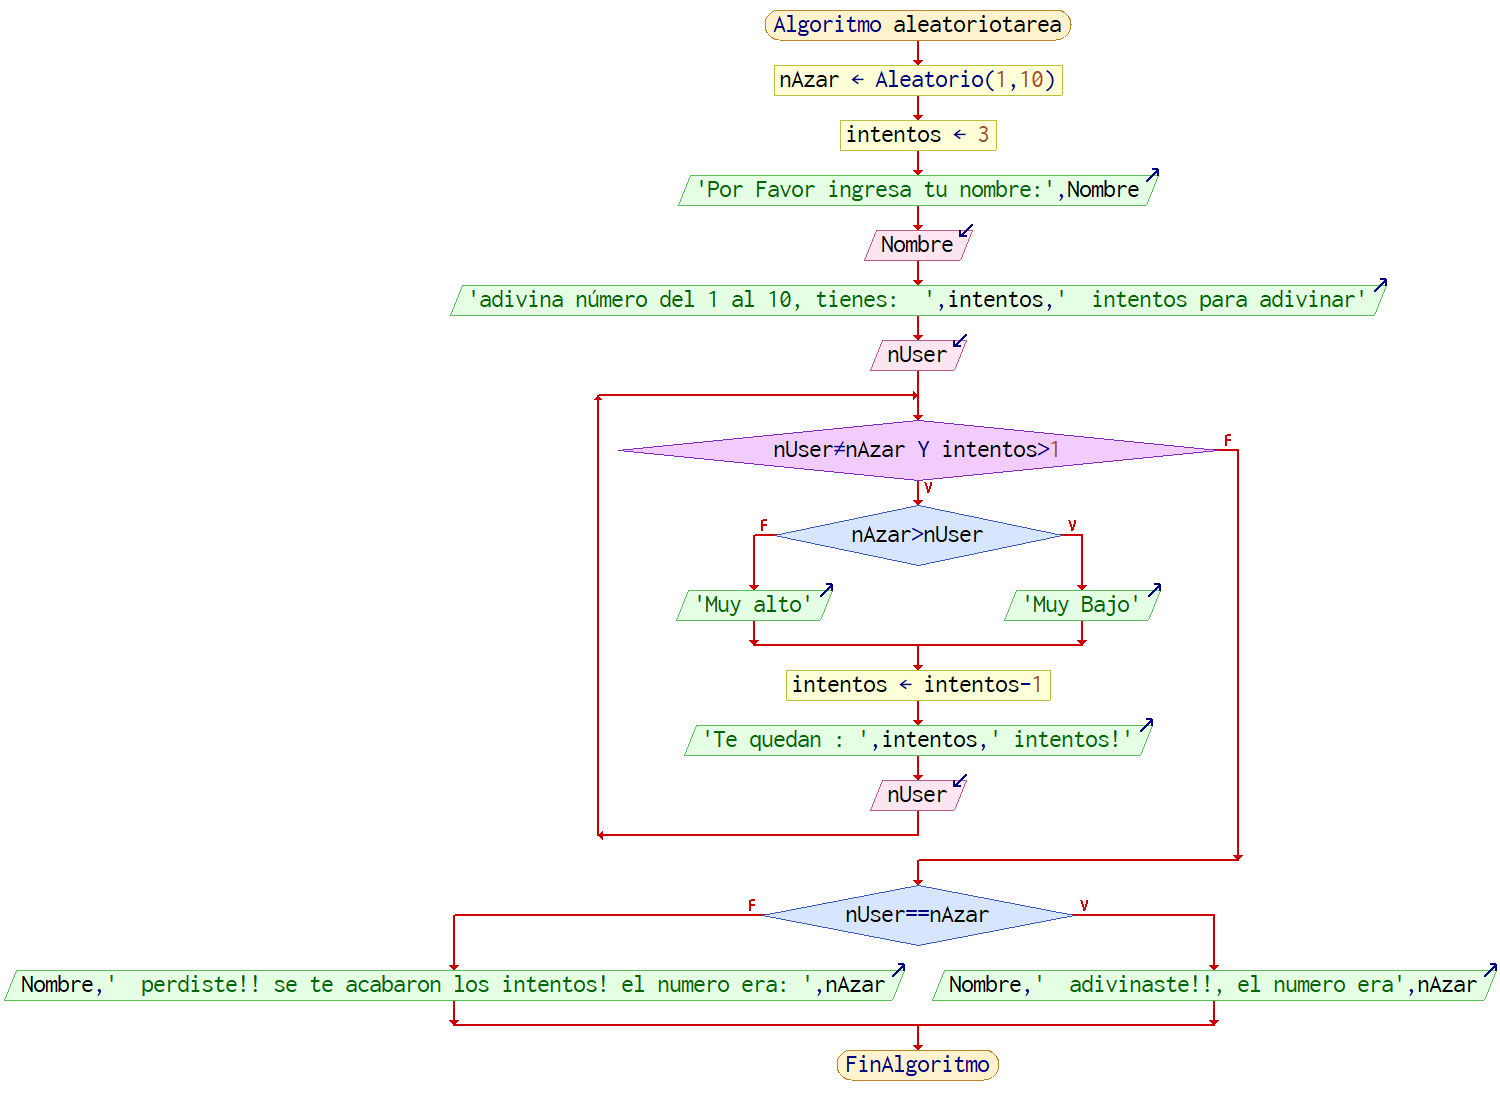 Algoritmo aleatoriotarea
nAzar ← Aleatorio(1,10)
intentos ← 3
'Por Favor ingresa tu nombre:',Nombre
Nombre
'adivina número del 1 al 10, tienes:  ',intentos,'  intentos para adivinar'
nUser
nUser≠nAzar Y intentos>1
F
V
nAzar>nUser
F
V
'Muy alto'
'Muy Bajo'
intentos ← intentos-1
'Te quedan : ',intentos,' intentos!'
nUser
nUser==nAzar
F
V
Nombre,'  perdiste!! se te acabaron los intentos! el numero era: ',nAzar
Nombre,'  adivinaste!!, el numero era',nAzar
FinAlgoritmo